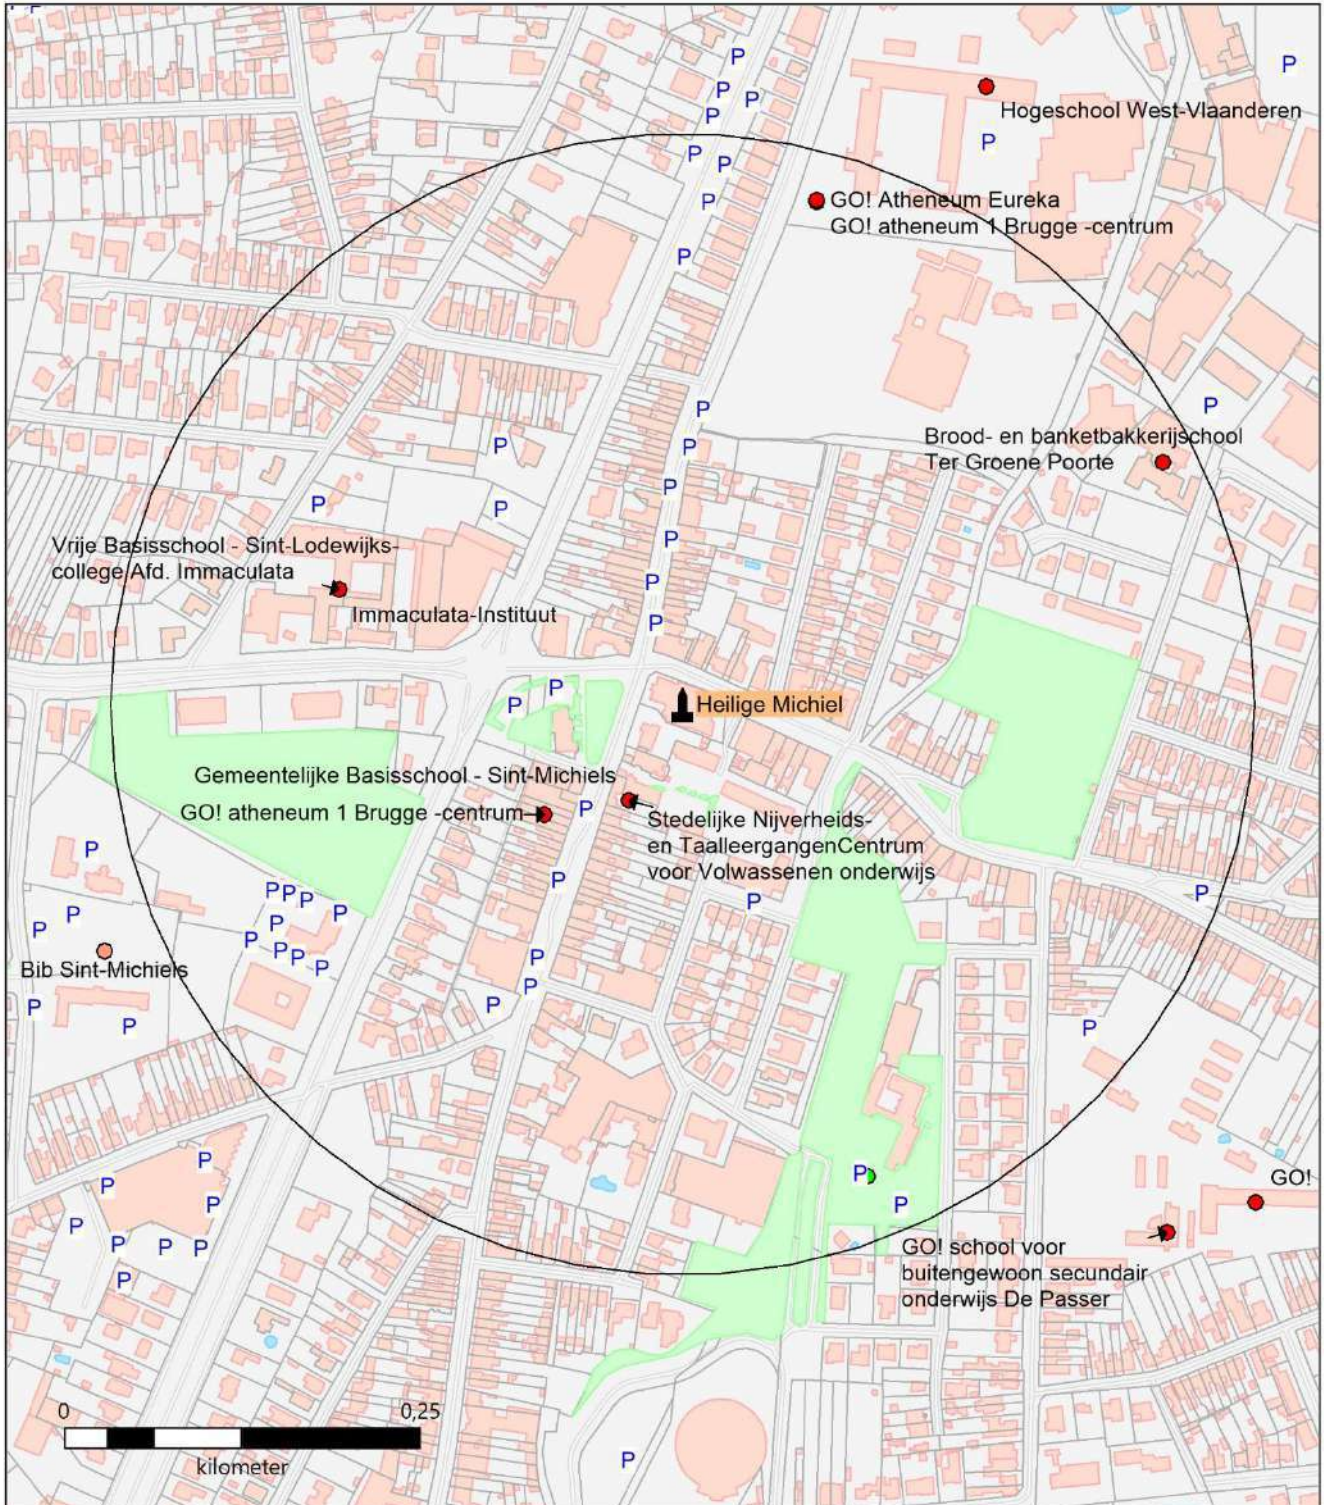 P
P
P
P
P
P
P
Hogeschool West-Vlaanderen
P
P
P
GO! Atheneum Eureka
P
GO! atheneum 1 Brugge -centrum
P
P
P
Brood- en banketbakkerijschool
P
P
Ter Groene Poorte
P
P
P
P
Vrije Basisschool - Sint-Lodewijks-
college Afd. Immaculata
P
Immaculata-Instituut
P
P
P
Heilige Michiel
Gemeentelijke Basisschool - Sint-Michiels
GO! atheneum 1 Brugge -centrum
P
Stedelijke Nijverheids-
en TaalleergangenCentrum
voor Volwassenen onderwijs
P
P
P P P P
P
P
P
P
P
P
P
P
P
P
Bib Sint-Michiels
P
P
P
P
P
P
P
P
P
P
P
P
GO!
P
P
P
P
P
GO! school voor
buitengewoon secundair
onderwijs De Passer
P
0
0,25
kilometer
P